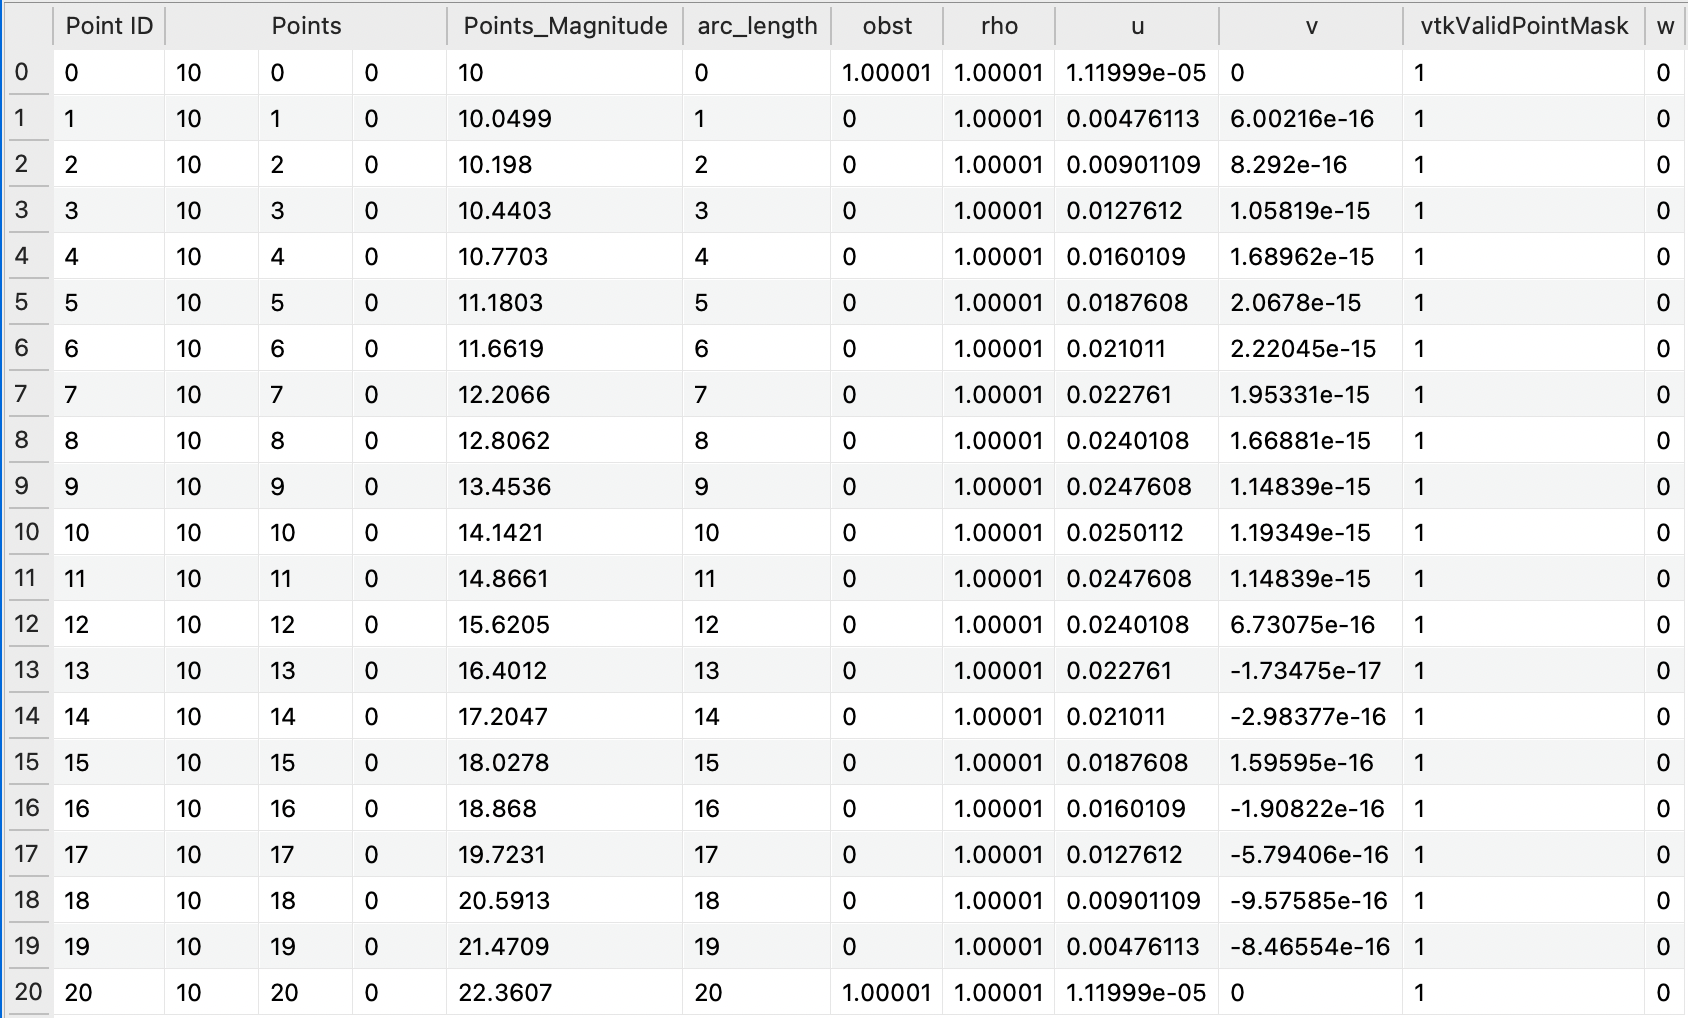 Point ID Points Points_Magnitude arc_length obst rho u v vtkValidPointMask w
0 0 10 0 0 10 0 1.00001 1.00001 1.11999e-05 0 1 0
1 1 10 1 0 10.0499 1 0 1.00001 0.00476113 6.00216e-16 1 0
2 2 10 2 0 10.198 2 0 1.00001 0.00901109 8.292e-16 1 0
3 3 10 3 0 10.4403 3 0 1.00001 0.0127612 1.05819e-15 1 0
4 4 10 4 0 10.7703 4 0 1.00001 0.0160109 1.68962e-15 1 0
5 5 10 5 0 11.1803 5 0 1.00001 0.0187608 2.0678e-15 1 0
6 6 10 6 0 11.6619 6 0 1.00001 0.021011 2.22045e-15 1 0
7 7 10 7 0 12.2066 7 0 1.00001 0.022761 1.95331e-15 1 0
8 8 10 8 0 12.8062 8 0 1.00001 0.0240108 1.66881e-15 1 0
9 9 10 9 0 13.4536 9 0 1.00001 0.0247608 1.14839e-15 1 0
10 10 10 10 0 14.1421 10 0 1.00001 0.0250112 1.19349e-15 1 0
11 11 10 11 0 14.8661 11 0 1.00001 0.0247608 1.14839e-15 1 0
12 12 10 12 0 15.6205 12 0 1.00001 0.0240108 6.73075e-16 1 0
13 13 10 13 0 16.4012 13 0 1.00001 0.022761 -1.73475e-17 1 0
14 14 10 14 0 17.2047 14 0 1.00001 0.021011 -2.98377e-16 1 0
15 15 10 15 0 18.0278 15 0 1.00001 0.0187608 1.59595e-16 1 0
16 16 10 16 0 18.868 16 0 1.00001 0.0160109 -1.90822e-16 1 0
17 17 10 17 0 19.7231 17 0 1.00001 0.0127612 -5.79406e-16 1 0
18 18 10 18 0 20.5913 18 0 1.00001 0.00901109 -9.57585e-16 1 0
19 19 10 19 0 21.4709 19 0 1.00001 0.00476113 -8.46554e-16 1 0
20 20 10 20 0 22.3607 20 1.00001 1.00001 1.11999e-05 0 1 0